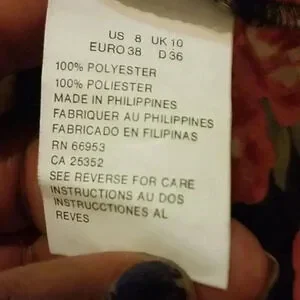 US 8 UK 10
EURO 38 D 36
100% POLYESTER
100% POLIESTER
MADE IN PHILIPPINES
FABRIQUER AU PHILIPPINES
FABRICADO EN FILIPINAS
RN 66953
CA 25352
SEE REVERSE FOR CARE
INSTRUCTIONS AU DOS
INSTRUCCTIONES AL
REVES